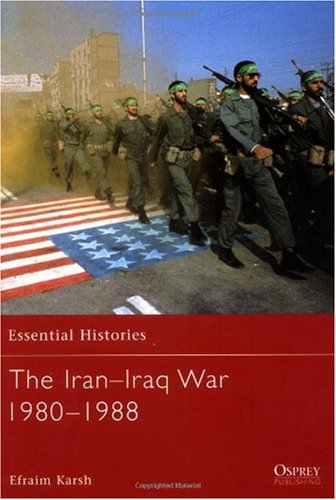 Essential Histories
The Iran–Iraq War
1980–1988
Efraim Karsh
OSPREY
PUBLISHING